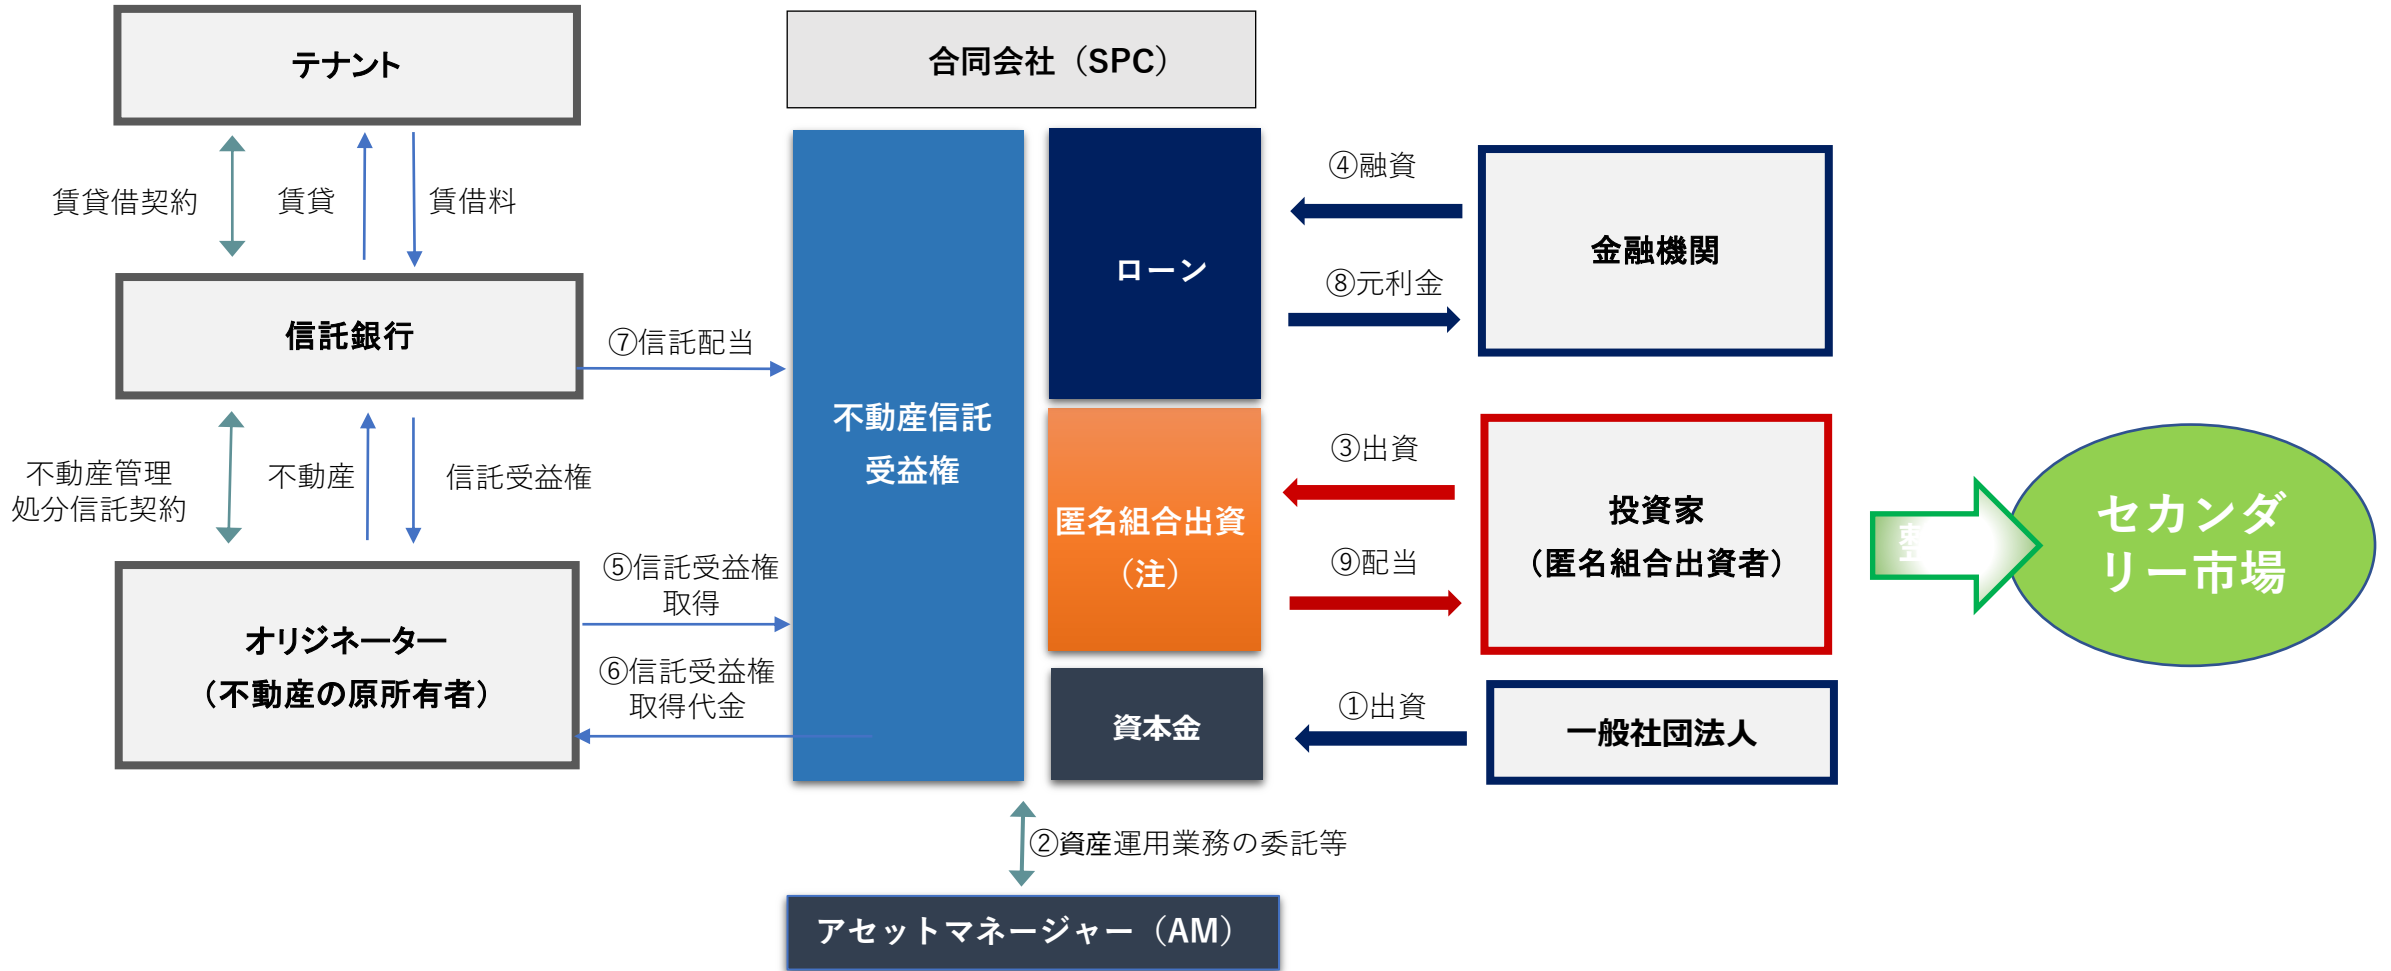 テナント
合同会社（SPC）
賃貸借契約
賃貸
賃借料
④融資
金融機関
ローン
⑧元利金
信託銀行
⑦信託配当
不動産信託
受益権
③出資
不動産管理
処分信託契約
不動産
信託受益権
匿名組合出資
（注）
投資家
（匿名組合出資者）
⑨配当
セカンダ
リー市場
⑤信託受益権
取得
オリジネーター
（不動産の原所有者）
⑥信託受益権
取得代金
資本金
①出資
一般社団法人
②資産運用業務の委託等
アセットマネージャー（AM）